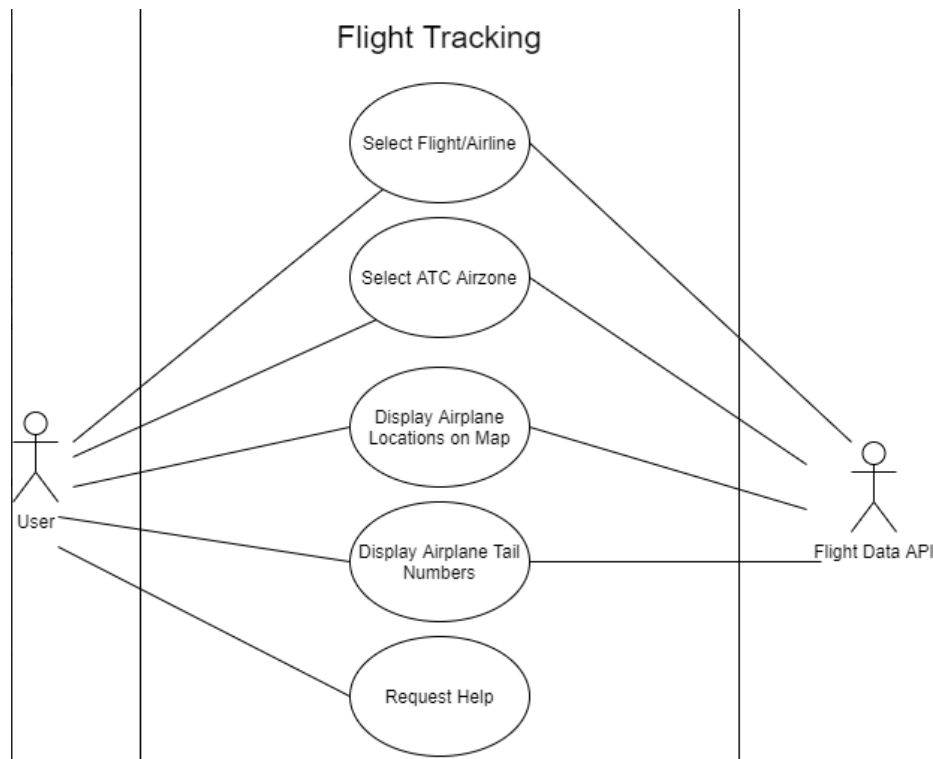 Flight Tracking
Select Flight/Airline
Select ATC Airzone
Display Airplane
Locations on Map
User
Flight Data API
Display Airplane Tail
Numbers
Request Help